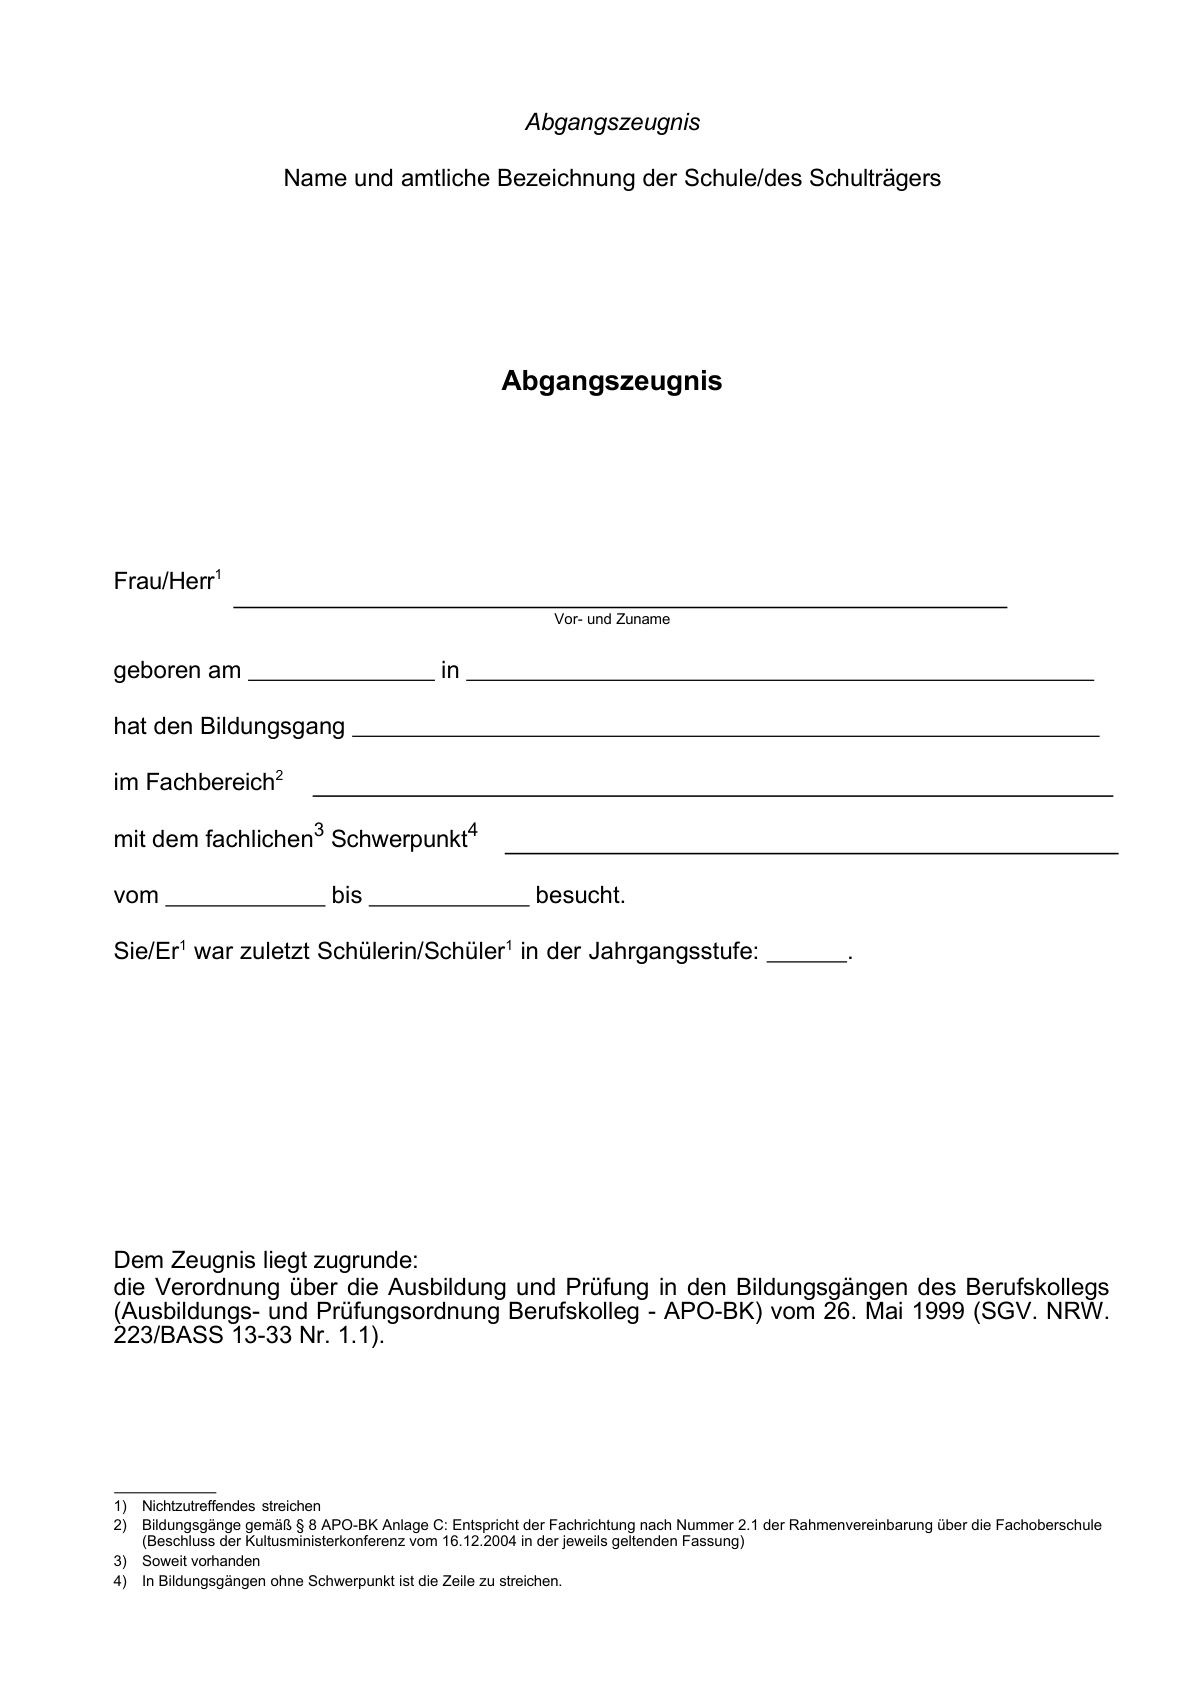 Abgangszeugnis
Name und amtliche Bezeichnung der Schule/des Schulträgers
Abgangszeugnis
Frau/Herr1
Vor- und Zuname
geboren am ______________ in _______________________________________________
hat den Bildungsgang ________________________________________________________
im Fachbereich2
mit dem fachlichen3 Schwerpunkt4
vom ____________ bis ____________ besucht.
Sie/Er1 war zuletzt Schülerin/Schüler1 in der Jahrgangsstufe: ______.
Dem Zeugnis liegt zugrunde:
die Verordnung über die Ausbildung und Prüfung in den Bildungsgängen des Berufskollegs
(Ausbildungs- und Prüfungsordnung Berufskolleg - APO-BK) vom 26. Mai 1999 (SGV. NRW.
223/BASS 13-33 Nr. 1.1).
1) Nichtzutreffendes streichen
2) Bildungsgänge gemäß § 8 APO-BK Anlage C: Entspricht der Fachrichtung nach Nummer 2.1 der Rahmenvereinbarung über die Fachoberschule
(Beschluss der Kultusministerkonferenz vom 16.12.2004 in der jeweils geltenden Fassung)
3) Soweit vorhanden
4) In Bildungsgängen ohne Schwerpunkt ist die Zeile zu streichen.